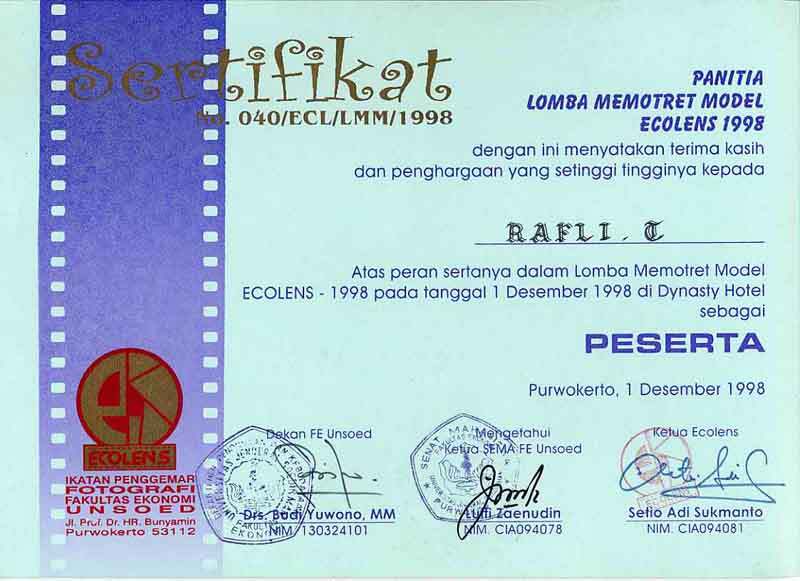 Sertifikat
No. 040/ECL/LMM/1998
PANITIA
LOMBA MEMOTRET MODEL
ECOLENS 1998
dengan ini menyatakan terima kasih
dan penghargaan yang setinggi tingginya kepada
RAFLI . T
Atas peran sertanya dalam Lomba Memotret Model
ECOLENS - 1998 pada tanggal 1 Desember 1998 di Dynasty Hotel
sebagai
PESERTA
Purwokerto, 1 Desember 1998
Dekan FE Unsoed
Drs. Budi Yuwono, MM
NIM. 130324101
Mengetahui
Ketua SEMA FE Unsoed
Lutfi Zaenudin
NIM. CIA094078
Ketua Ecolens
Setio Adi Sukmanto
NIM. CIA094081
SENAT MAHASISWA
ECOLENS
IKATAN PENGGEMAR
FOTOGRAFI
FAKULTAS EKONOMI
UNSOED
Jl. Prof. Dr. HR. Bunyamin
Purwokerto 53112